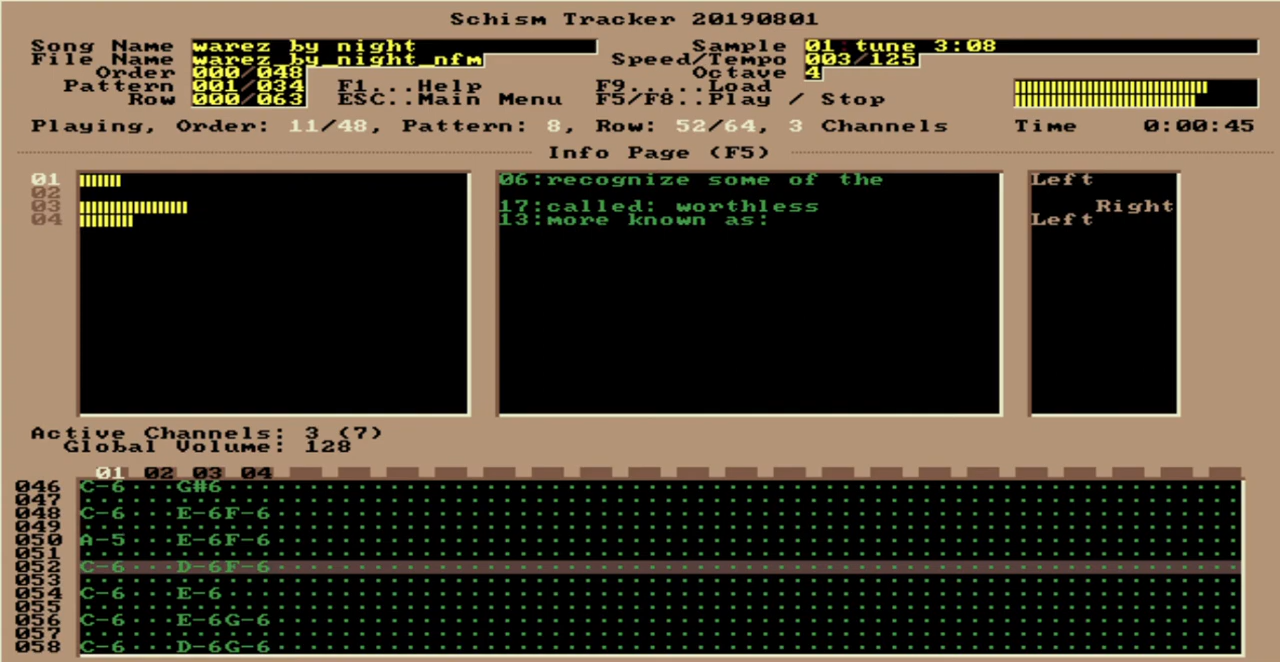 Schism Tracker 20190801
Song Name warez by night Sample 01 tune 3:08
File Name warez_by_night_nfm Speed/Tempo 003/125
Order 000/048 Octave 4
Pattern 001/034 F1...Help F9....Load
Row 000/063 ESC..Main Menu F5/F8..Play / Stop
Playing, Order: 11/48, Pattern: 8, Row: 52/64, 3 Channels Time 0:00:45
Info Page (F5)
01 06:recognize some of the Left
02
03 17:called: worthless Right
04 13:more known as: Left
Active Channels: 3 (7)
Global Volume: 128
01 02 03 04
046 C-6 G#6
047
048 C-6 E-6 F-6
049
050 A-5 E-6 F-6
051
052 C-6 D-6 F-6
053
054 C-6 E-6
055
056 C-6 E-6 G-6
057
058 C-6 D-6 G-6